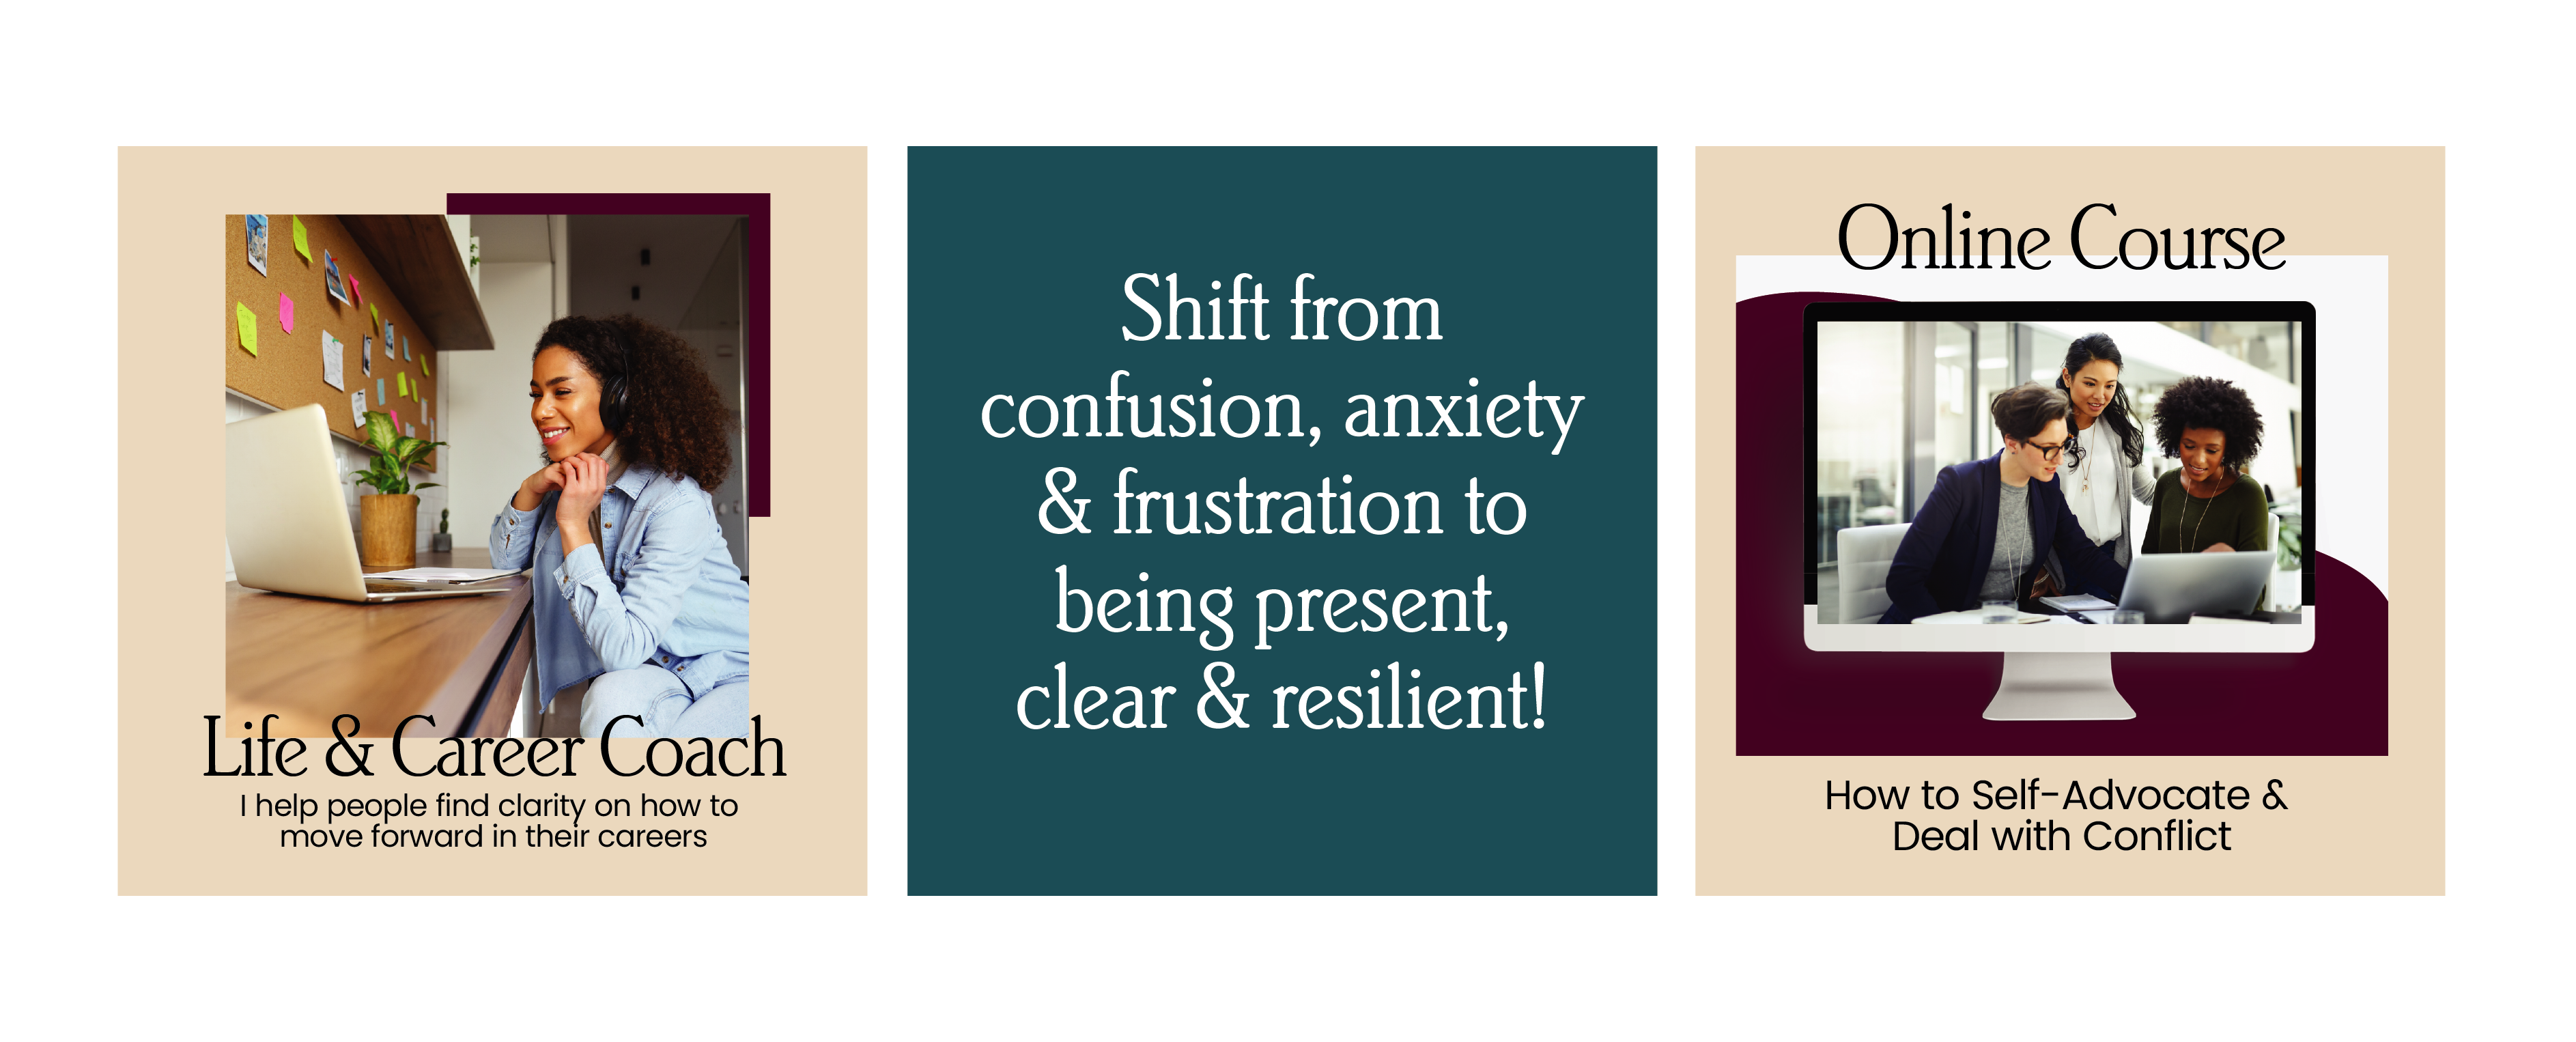 Life & Career Coach
I help people find clarity on how to
move forward in their careers
Shift from
confusion, anxiety
& frustration to
being present,
clear & resilient!
Online Course
How to Self-Advocate &
Deal with Conflict